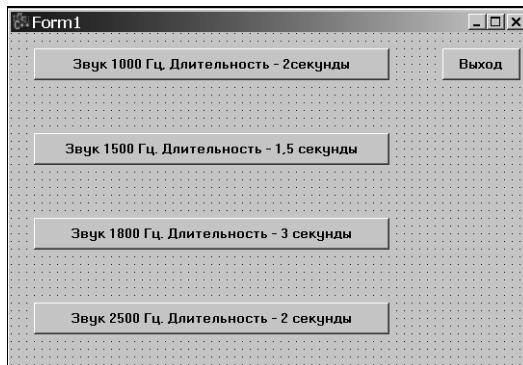 Form1
Звук 1000 Гц, Длительность - 2секунды
Выход
Звук 1500 Гц. Длительность - 1,5 секунды
Звук 1800 Гц. Длительность - 3 секунды
Звук 2500 Гц. Длительность - 2 секунды